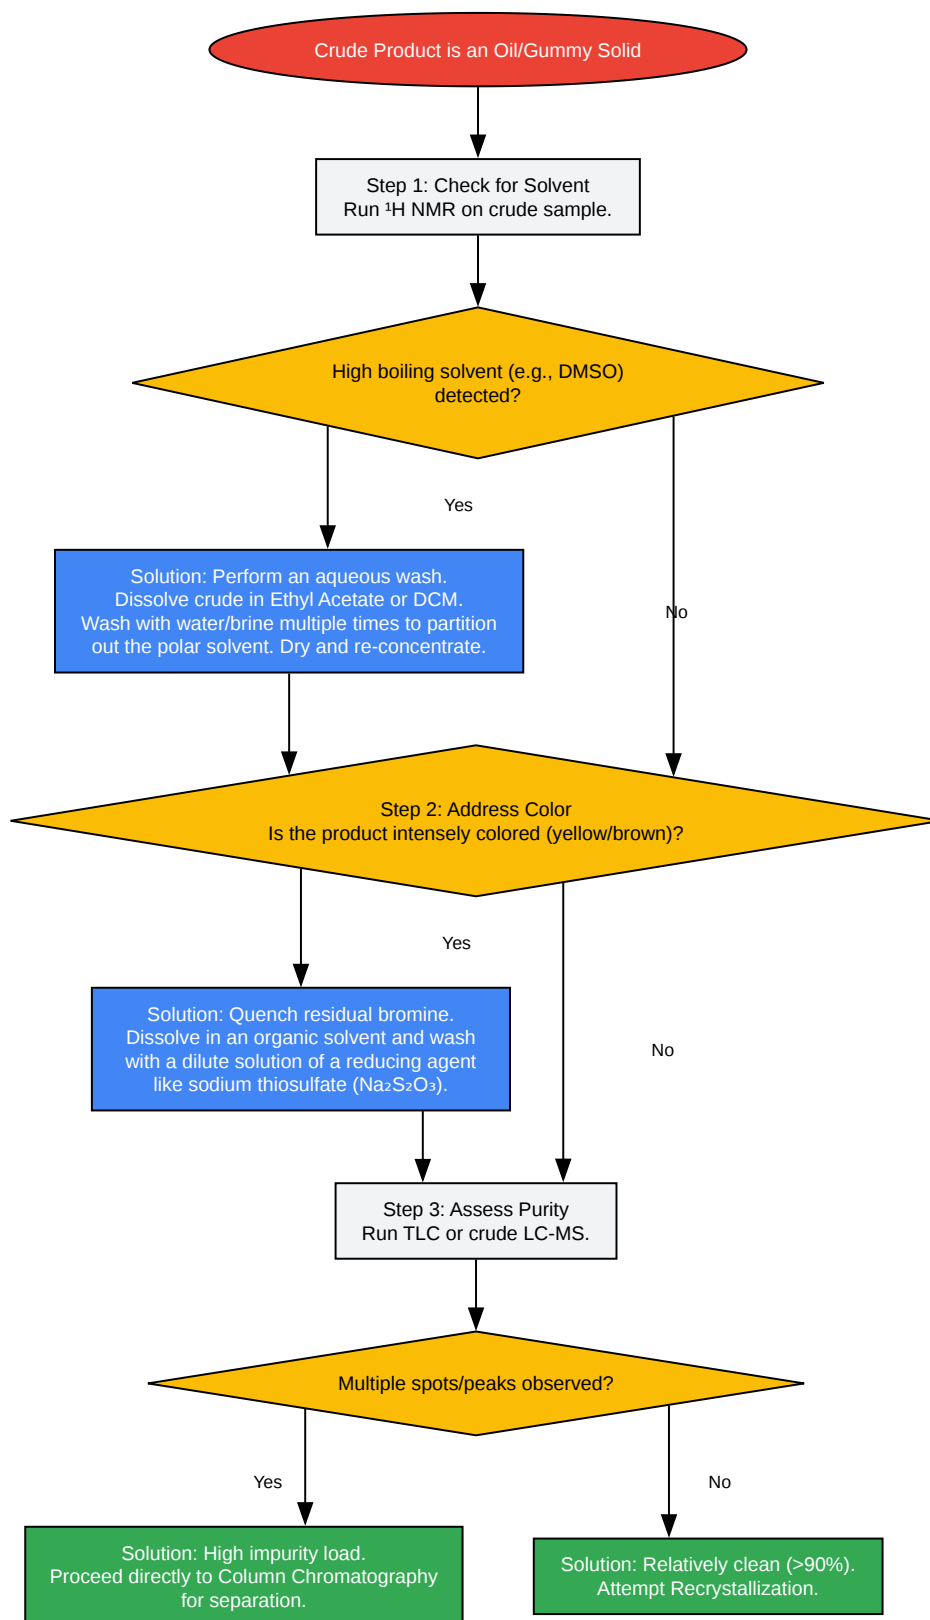 Crude Product is an Oil/Gummy Solid
Step 1: Check for Solvent
Run ¹H NMR on crude sample.
High boiling solvent (e.g., DMSO)
detected?
Yes
Solution: Perform an aqueous wash.
Dissolve crude in Ethyl Acetate or DCM.
Wash with water/brine multiple times to partition
out the polar solvent. Dry and re-concentrate.
No
Step 2: Address Color
Is the product intensely colored (yellow/brown)?
Yes
Solution: Quench residual bromine.
Dissolve in an organic solvent and wash
with a dilute solution of a reducing agent
like sodium thiosulfate (Na₂S₂O₃).
No
Step 3: Assess Purity
Run TLC or crude LC-MS.
Multiple spots/peaks observed?
Yes
No
Solution: High impurity load.
Proceed directly to Column Chromatography
for separation.
Solution: Relatively clean (>90%).
Attempt Recrystallization.